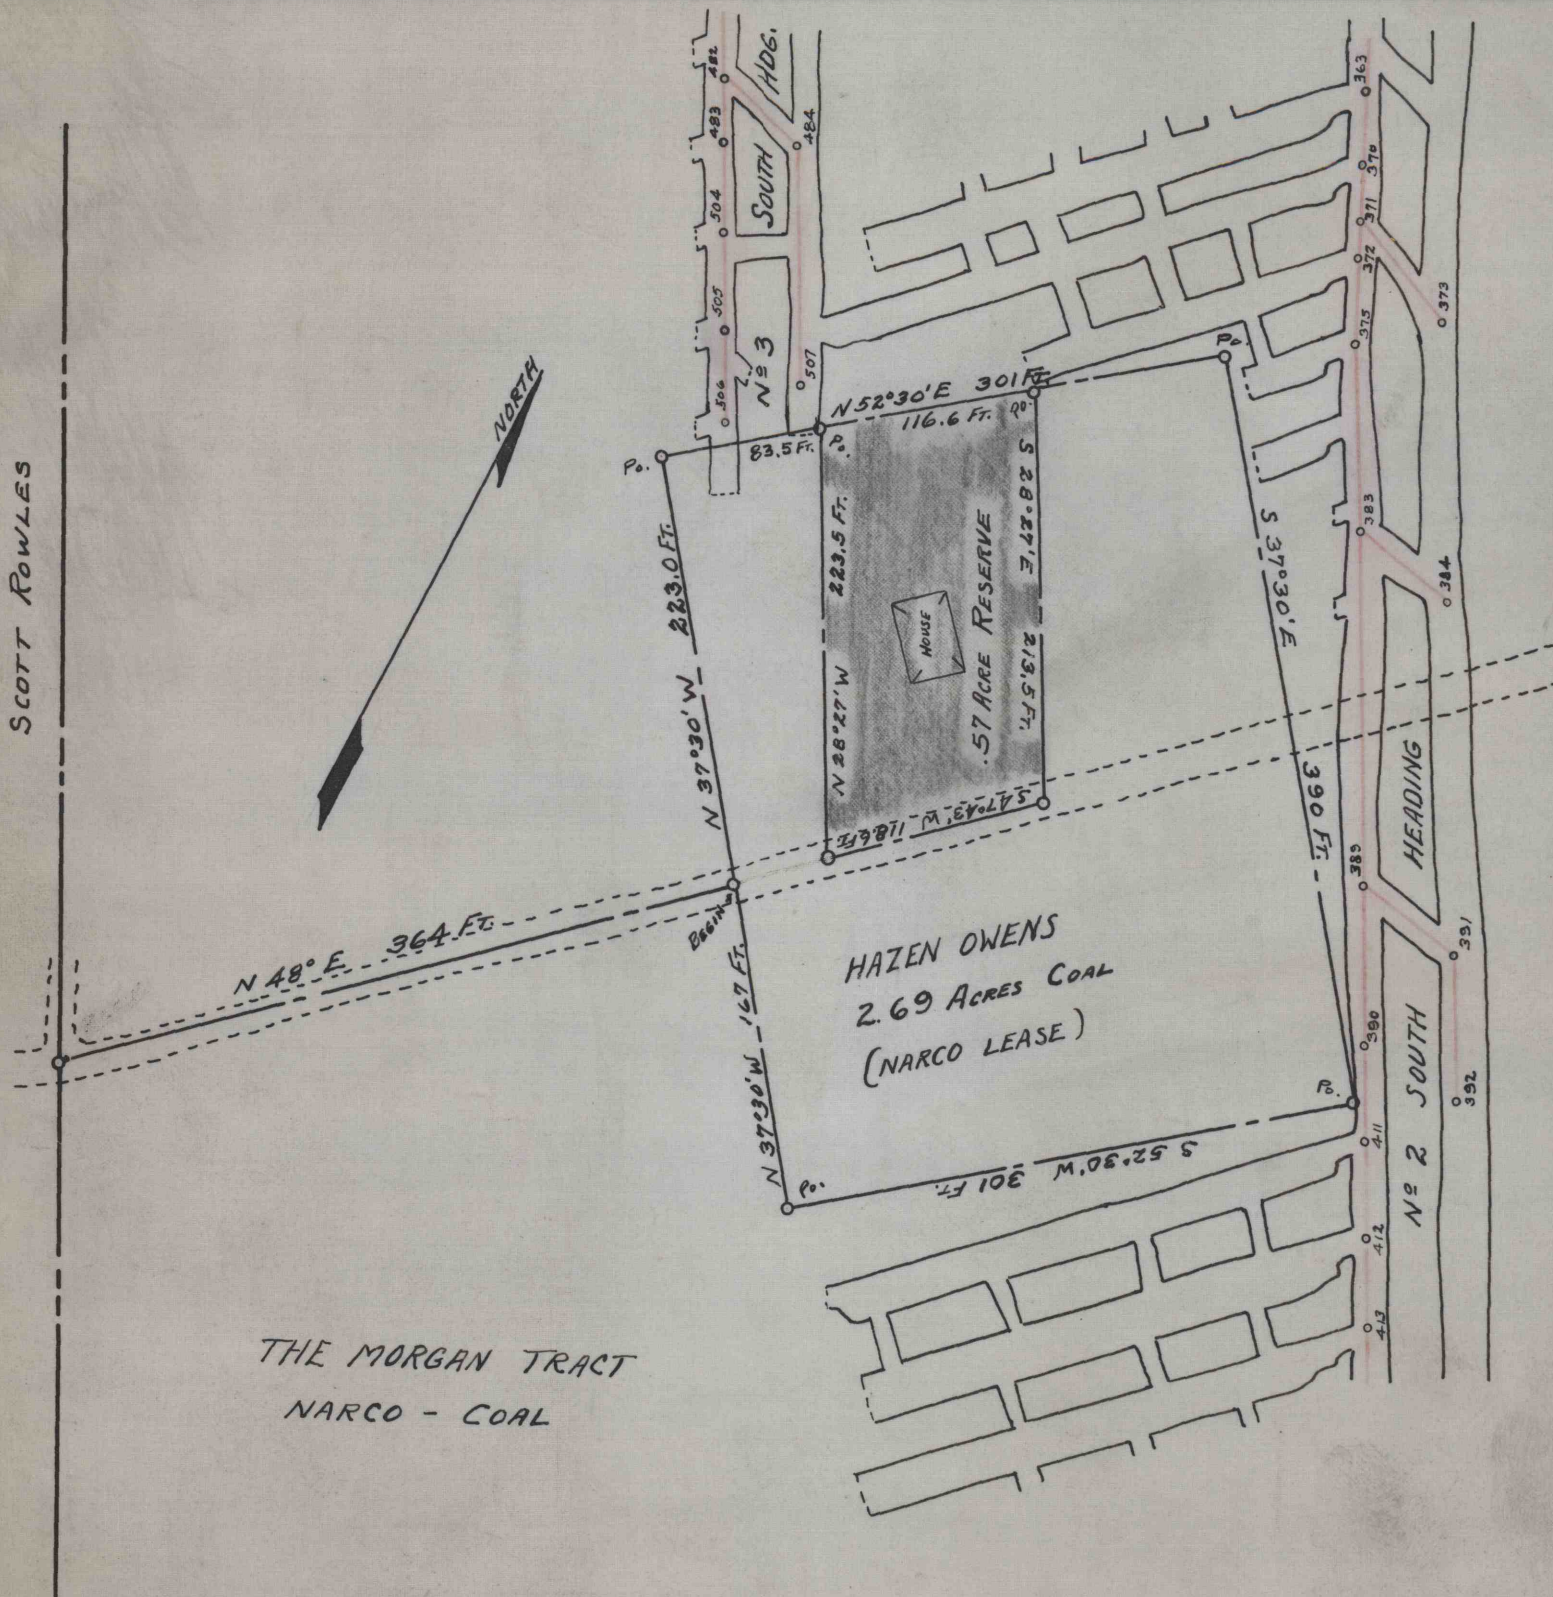 SCOTT ROWLES
NORTH
482
483
484
504
505
506
507
SOUTH HDG.
Nº 3
363
370
371
372
373
375
383
384
389
390
391
392
411
412
413
HEADING
Nº 2 SOUTH
Po.
Po.
Po.
Po.
Po.
Po.
N 52°30' E 301 FT.
83.5 FT.
116.6 FT.
223.0 FT.
N 37°30' W
223.5 FT.
N 28°27' W
S 28°27' E
213.5 FT.
HOUSE
.57 ACRE RESERVE
S 47°43' W 118.6 FT.
S 37°30' E
390 FT.
N 48° E 364 FT.
BEGIN
N 37°30' W 167 FT.
HAZEN OWENS
2.69 ACRES COAL
(NARCO LEASE)
S 52°30' W 301 FT.
THE MORGAN TRACT
NARCO - COAL